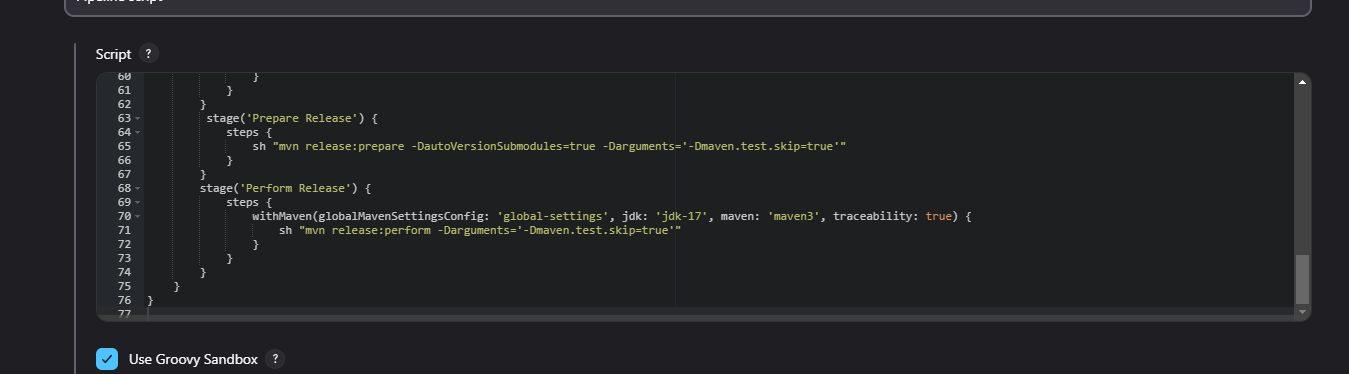 Pipeline script
Script ?
60 }
61 }
62 }
63 stage('Prepare Release') {
64 steps {
65 sh "mvn release:prepare -DautoVersionSubmodules=true -Darguments='-Dmaven.test.skip=true'"
66 }
67 }
68 stage('Perform Release') {
69 steps {
70 withMaven(globalMavenSettingsConfig: 'global-settings', jdk: 'jdk-17', maven: 'maven3', traceability: true) {
71 sh "mvn release:perform -Darguments='-Dmaven.test.skip=true'"
72 }
73 }
74 }
75 }
76 }
77
Use Groovy Sandbox ?